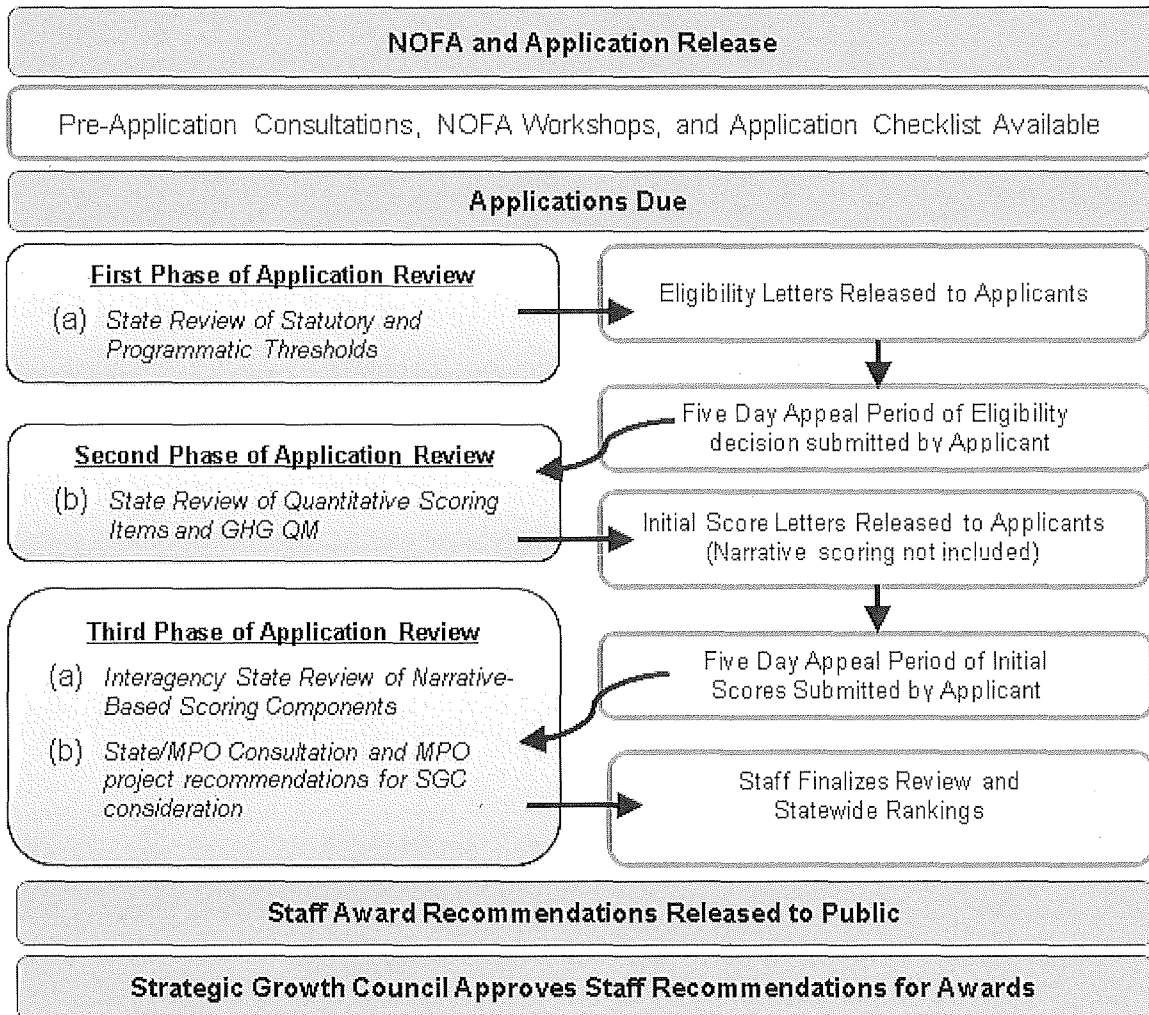 NOFA and Application Release
Pre-Application Consultations, NOFA Workshops, and Application Checklist Available
Applications Due
First Phase of Application Review
(a) State Review of Statutory and
Programmatic Thresholds
Eligibility Letters Released to Applicants
Five Day Appeal Period of Eligibility
decision submitted by Applicant
Second Phase of Application Review
(b) State Review of Quantitative Scoring
Items and GHG QM
Initial Score Letters Released to Applicants
(Narrative scoring not included)
Third Phase of Application Review
(a) Interagency State Review of Narrative-
Based Scoring Components
(b) State/MPO Consultation and MPO
project recommendations for SGC
consideration
Five Day Appeal Period of Initial
Scores Submitted by Applicant
Staff Finalizes Review and
Statewide Rankings
Staff Award Recommendations Released to Public
Strategic Growth Council Approves Staff Recommendations for Awards